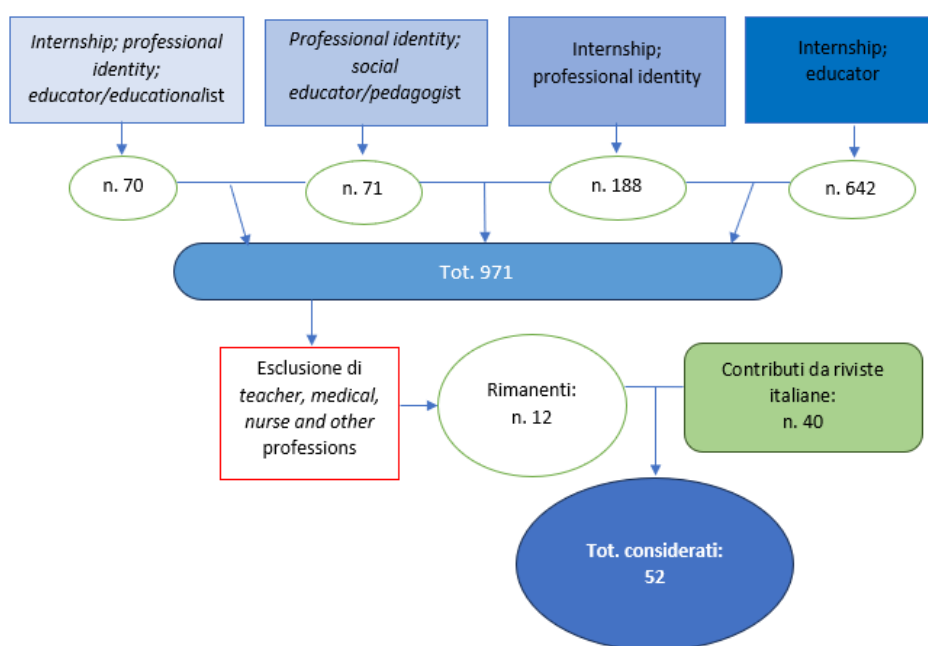 Internship; professional
identity;
educator/educationalist
Professional identity;
social
educator/pedagogist
Internship;
professional identity
Internship;
educator
n. 70
n. 71
n. 188
n. 642
Tot. 971
Esclusione di
teacher, medical,
nurse and other
professions
Rimanenti:
n. 12
Contributi da riviste
italiane:
n. 40
Tot. considerati:
52